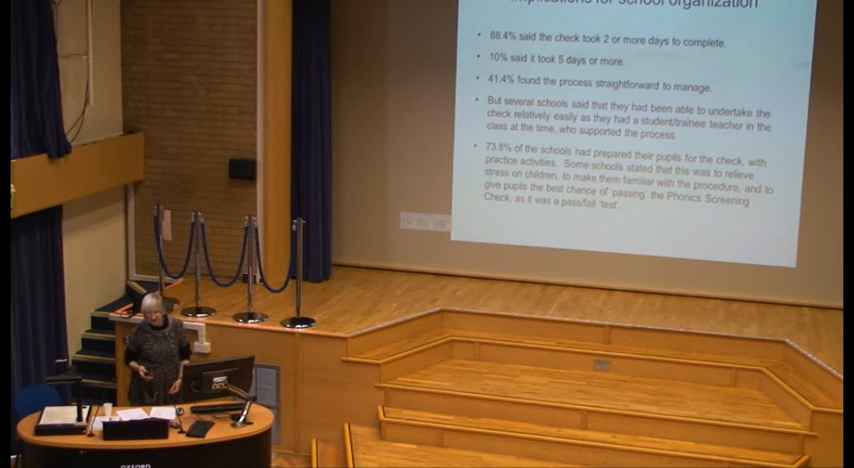 Implications for school organization
• 88.4% said the check took 2 or more days to complete.
• 10% said it took 5 days or more.
• 41.4% found the process straightforward to manage.
• But several schools said that they had been able to undertake the
check relatively easily as they had a student/trainee teacher in the
class at the time, who supported the process.
• 73.8% of the schools had prepared their pupils for the check, with
practice activities. Some schools stated that this was to relieve
stress on children, to make them familiar with the procedure, and to
give pupils the best chance of 'passing' the Phonics Screening
Check, as it was a pass/fail 'test'.
OXFORD